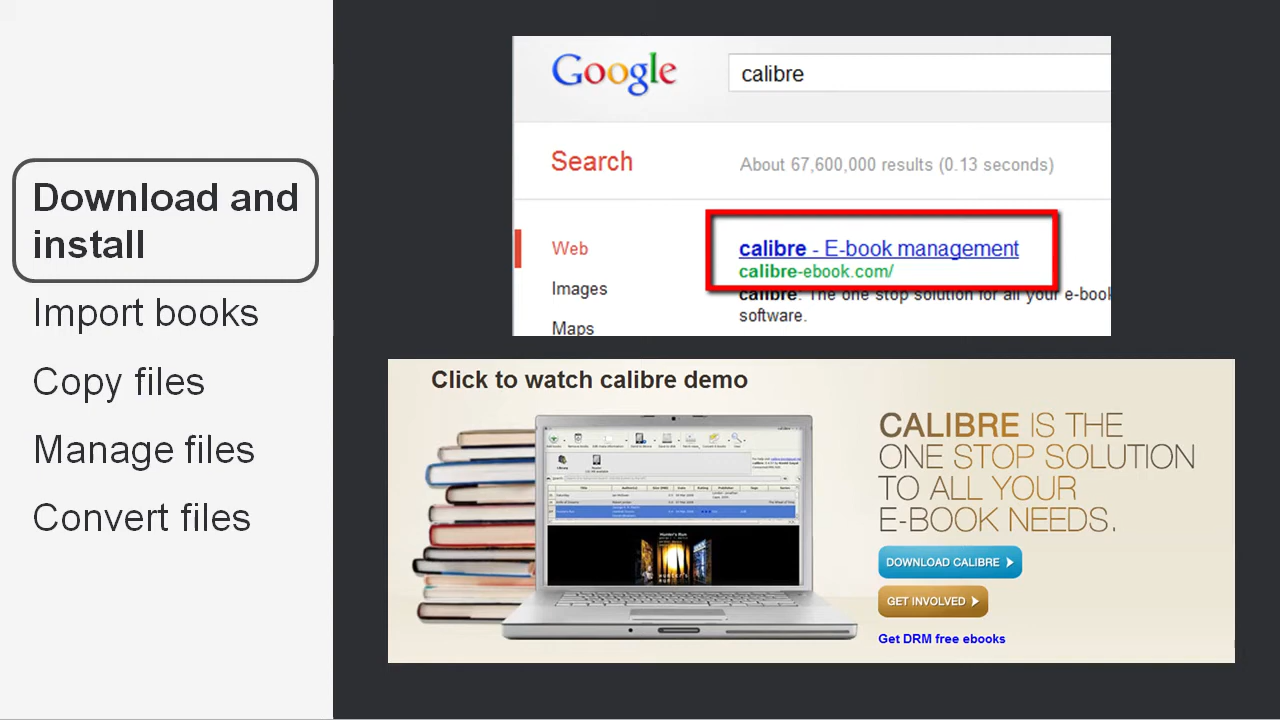 Download and
install
Import books
Copy files
Manage files
Convert files
Google
calibre
Search
About 67,600,000 results (0.13 seconds)
Web
calibre - E-book management
calibre-ebook.com/
Images
calibre: The one stop solution for all your e-book
software.
Maps
Click to watch calibre demo
CALIBRE IS THE
ONE STOP SOLUTION
TO ALL YOUR
E-BOOK NEEDS.
DOWNLOAD CALIBRE
GET INVOLVED
Get DRM free ebooks